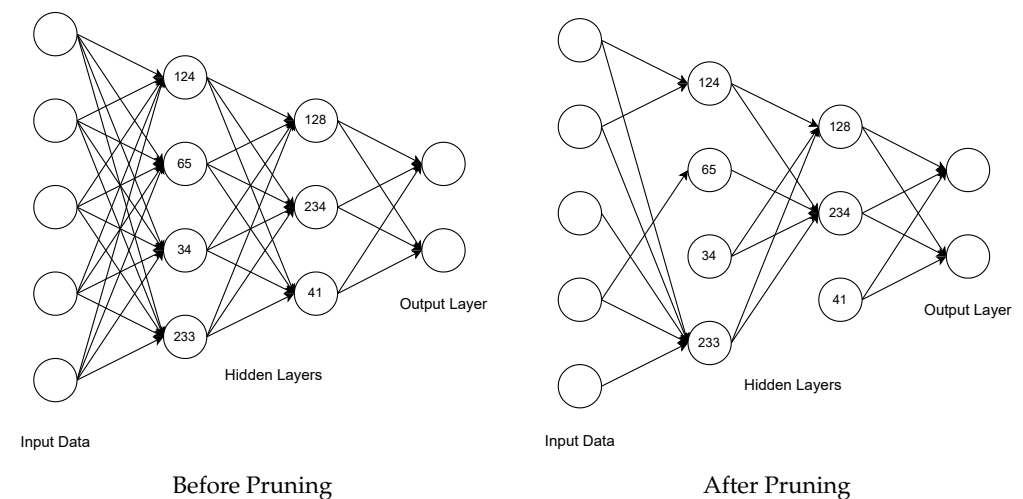 124
65
34
233
128
234
41
Output Layer
Hidden Layers
Input Data
Before Pruning
124
65
34
233
128
234
41
Output Layer
Hidden Layers
Input Data
After Pruning